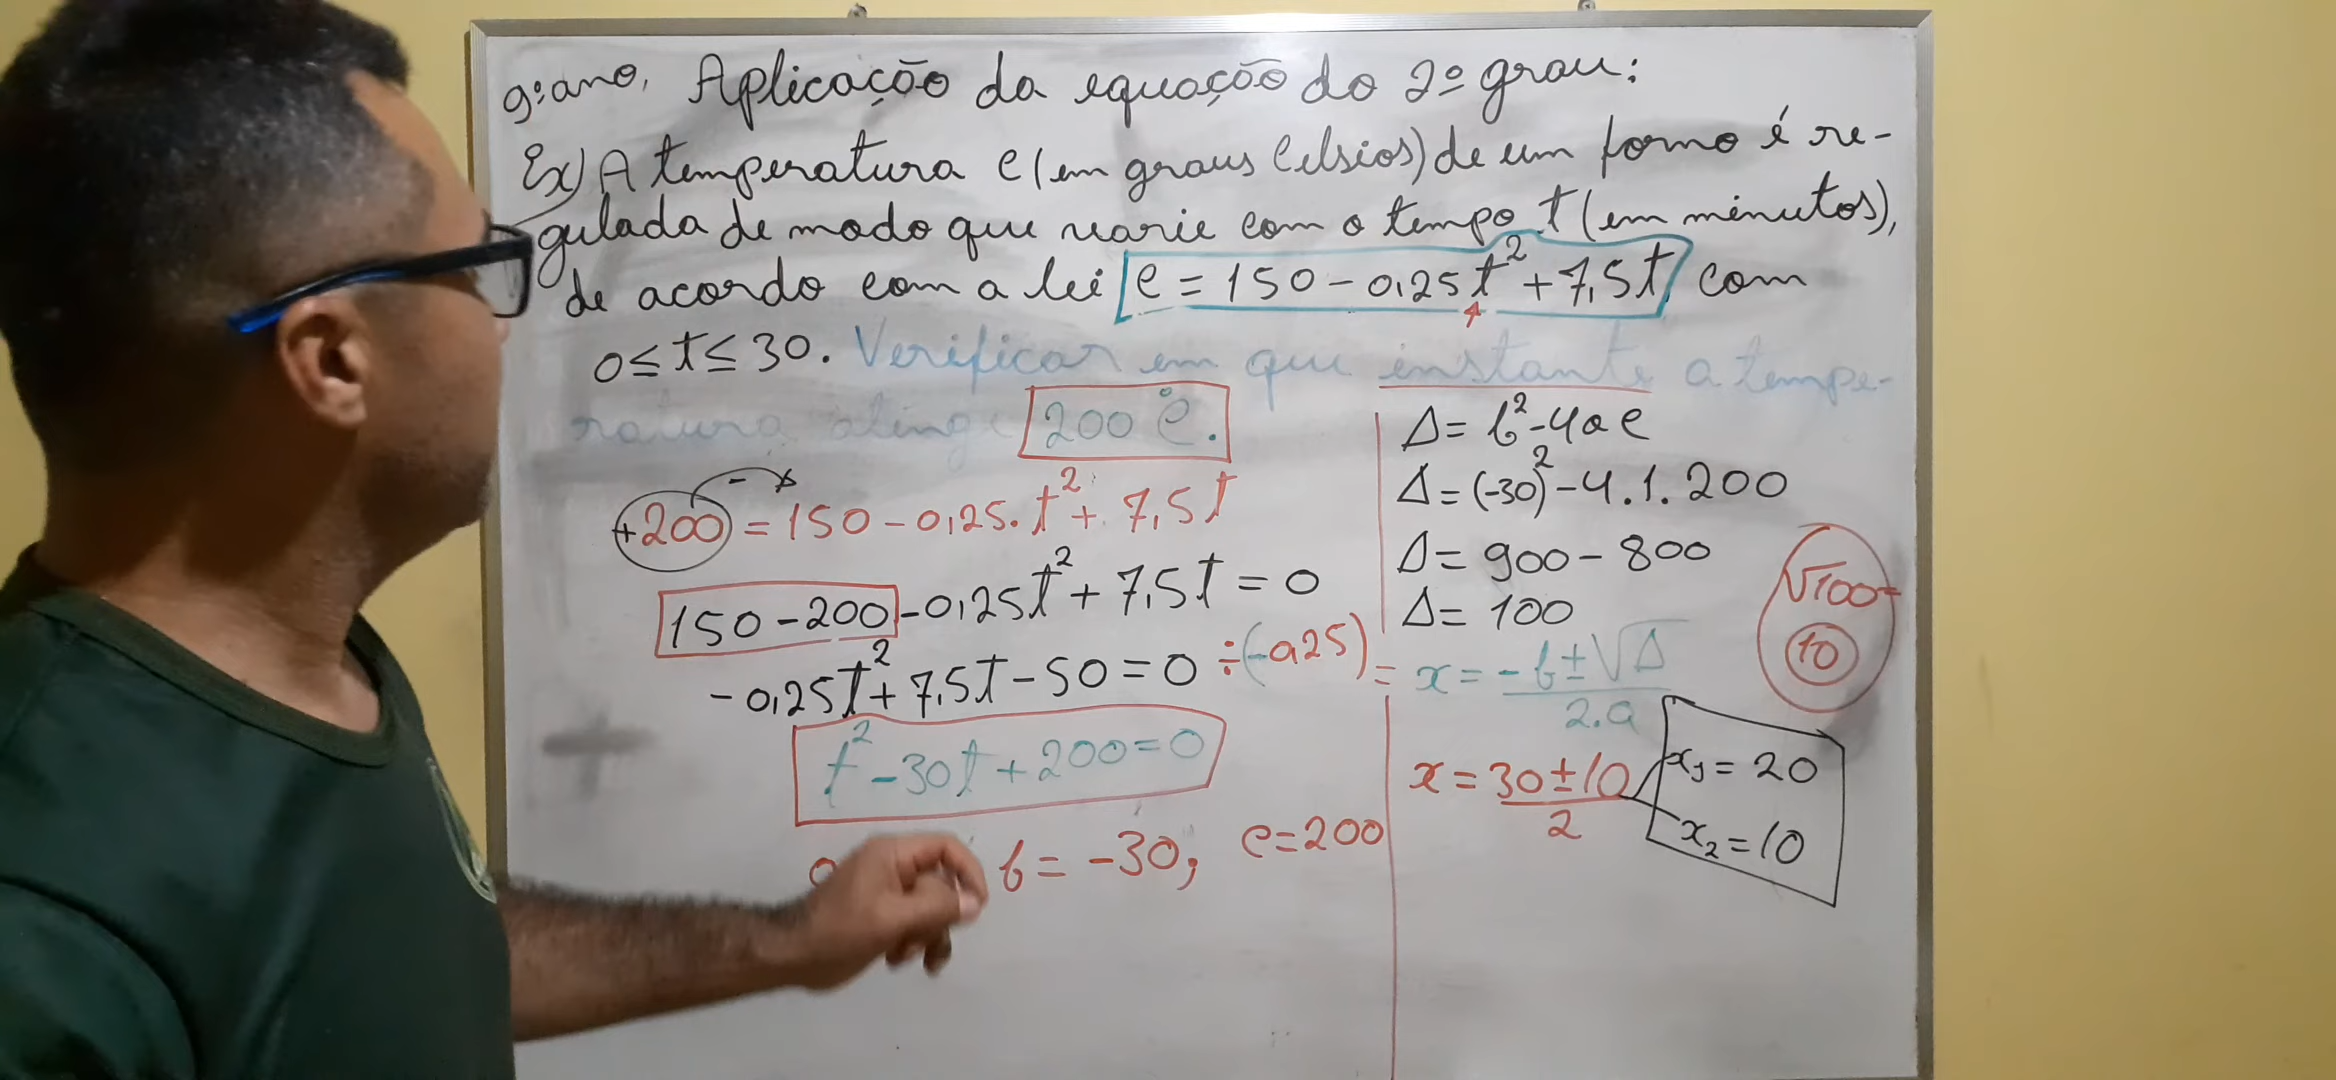 9º ano, Aplicação da equação do 2º grau:
Ex) A temperatura C (em graus Celsios) de um forno é re-
gulada de modo que varie com o tempo t (em minutos),
de acordo com a lei C = 150 - 0,25t² + 7,5t com
0 ≤ t ≤ 30. Verificar em que instante a tempe-
ratura atinge 200 °C.
+200 = 150 - 0,25.t² + 7,5t
150 - 200 - 0,25t² + 7,5t = 0
-0,25t² + 7,5t - 50 = 0 ÷(-0,25) =
t² - 30t + 200 = 0
b = -30; c = 200
Δ = b² - 4ac
Δ = (-30)² - 4.1.200
Δ = 900 - 800
Δ = 100
√100 =
10
x = -b ± √Δ
2.a
x = 30 ± 10
2
x₁ = 20
x₂ = 10